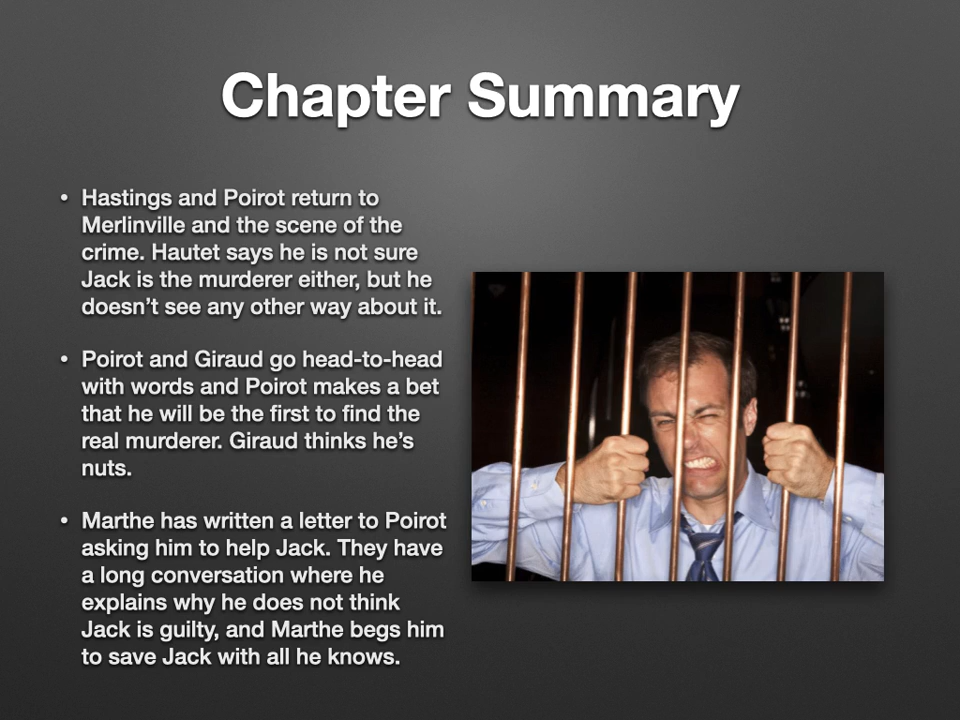 Chapter Summary
• Hastings and Poirot return to
Merlinville and the scene of the
crime. Hautet says he is not sure
Jack is the murderer either, but he
doesn’t see any other way about it.
• Poirot and Giraud go head-to-head
with words and Poirot makes a bet
that he will be the first to find the
real murderer. Giraud thinks he’s
nuts.
• Marthe has written a letter to Poirot
asking him to help Jack. They have
a long conversation where he
explains why he does not think
Jack is guilty, and Marthe begs him
to save Jack with all he knows.